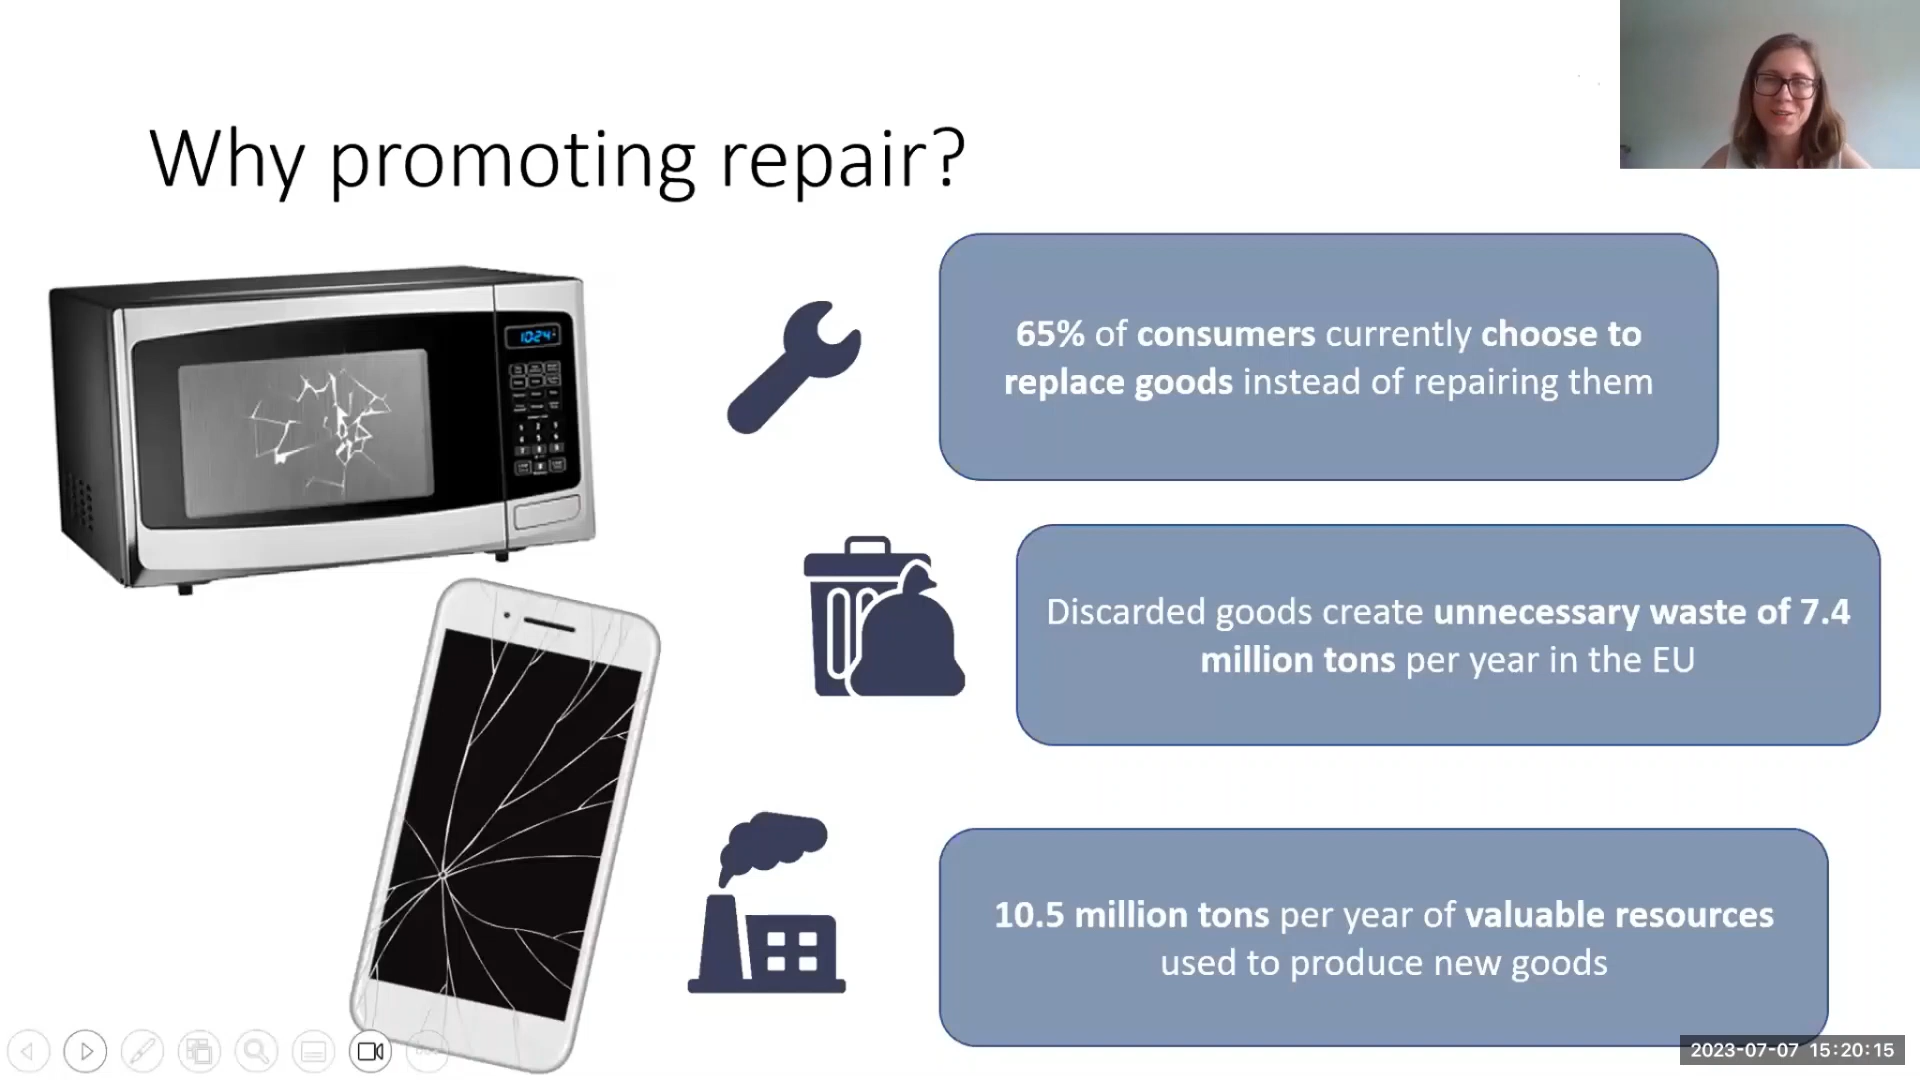 Why promoting repair?
10:24
65% of consumers currently choose to
replace goods instead of repairing them
Discarded goods create unnecessary waste of 7.4
million tons per year in the EU
10.5 million tons per year of valuable resources
used to produce new goods
2023-07-07 15:20:15